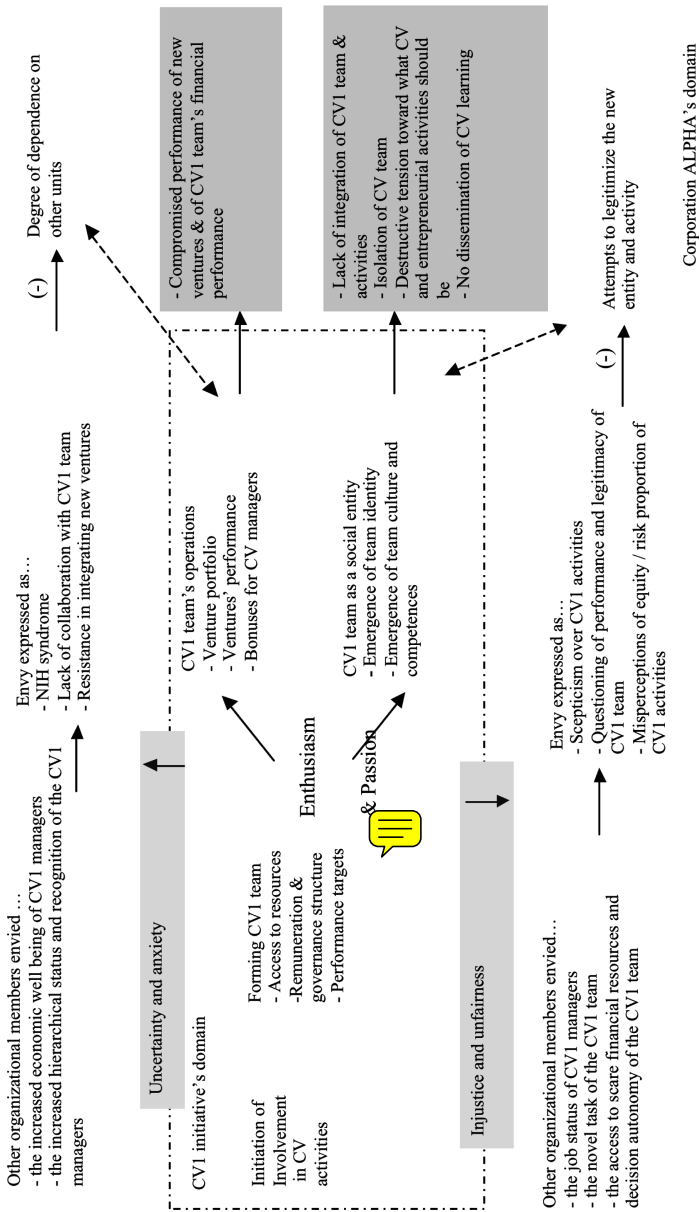 Other organizational members envied …
- the increased economic well being of CV1 managers
- the increased hierarchical status and recognition of the CV1
managers
Envy expressed as…
- NIH syndrome
- Lack of collaboration with CV1 team
- Resistance in integrating new ventures
(-)
Degree of dependence on
other units
Uncertainty and anxiety
CV1 initiative's domain
Initiation of
Involvement
in CV
activities
Forming CV1 team
- Access to resources
-Remuneration &
governance structure
- Performance targets
Enthusiasm
& Passion
CV1 team's operations
- Venture portfolio
- Ventures' performance
- Bonuses for CV managers
CV1 team as a social entity
- Emergence of team identity
- Emergence of team culture and
competences
- Compromised performance of new
ventures & of CV1 team's financial
performance
- Lack of integration of CV1 team &
activities
- Isolation of CV team
- Destructive tension toward what CV
and entrepreneurial activities should
be
- No dissemination of CV learning
Injustice and unfairness
Other organizational members envied…
- the job status of CV1 managers
- the novel task of the CV1 team
- the access to scare financial resources and
decision autonomy of the CV1 team
Envy expressed as…
- Scepticism over CV1 activities
- Questioning of performance and legitimacy of
CV1 team
- Misperceptions of equity / risk proportion of
CV1 activities
(-)
Attempts to legitimize the new
entity and activity
Corporation ALPHA's domain